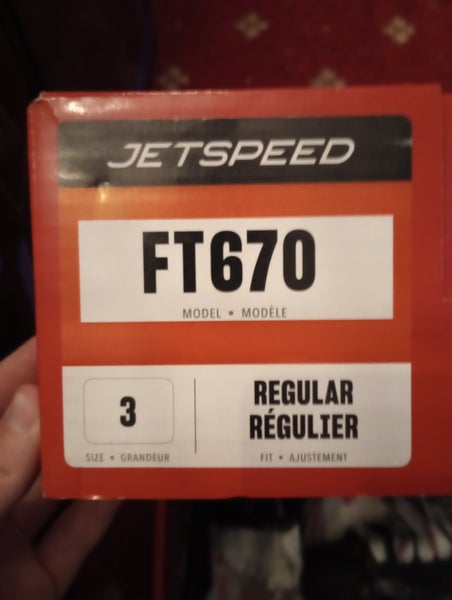 JETSPEED
FT670
MODEL • MODÈLE
3
SIZE • GRANDEUR
REGULAR
RÉGULIER
FIT • AJUSTEMENT